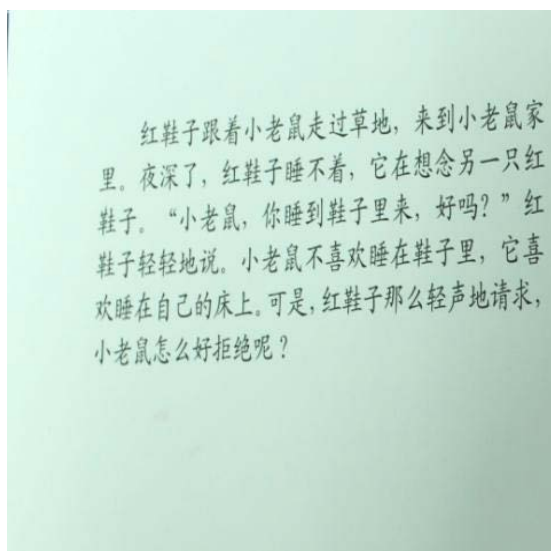 红鞋子跟着小老鼠走过草地，来到小老鼠家
里。夜深了，红鞋子睡不着，它在想念另一只红
鞋子。“小老鼠，你睡到鞋子里来，好吗？”红
鞋子轻轻地说。小老鼠不喜欢睡在鞋子里，它喜
欢睡在自己的床上。可是，红鞋子那么轻声地请求，
小老鼠怎么好拒绝呢？